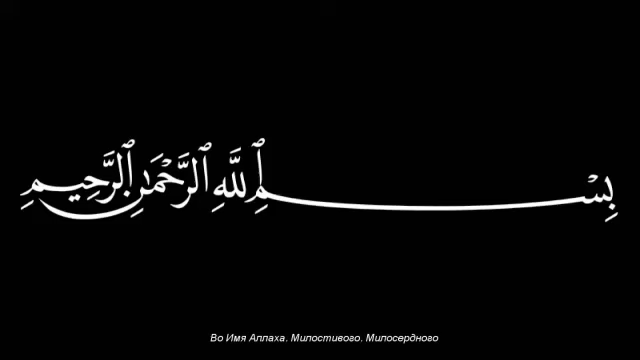 بِسْمِ ٱللَّهِ ٱلرَّحْمَٰنِ ٱلرَّحِيمِ
Во Имя Аллаха. Милостивого. Милосердного